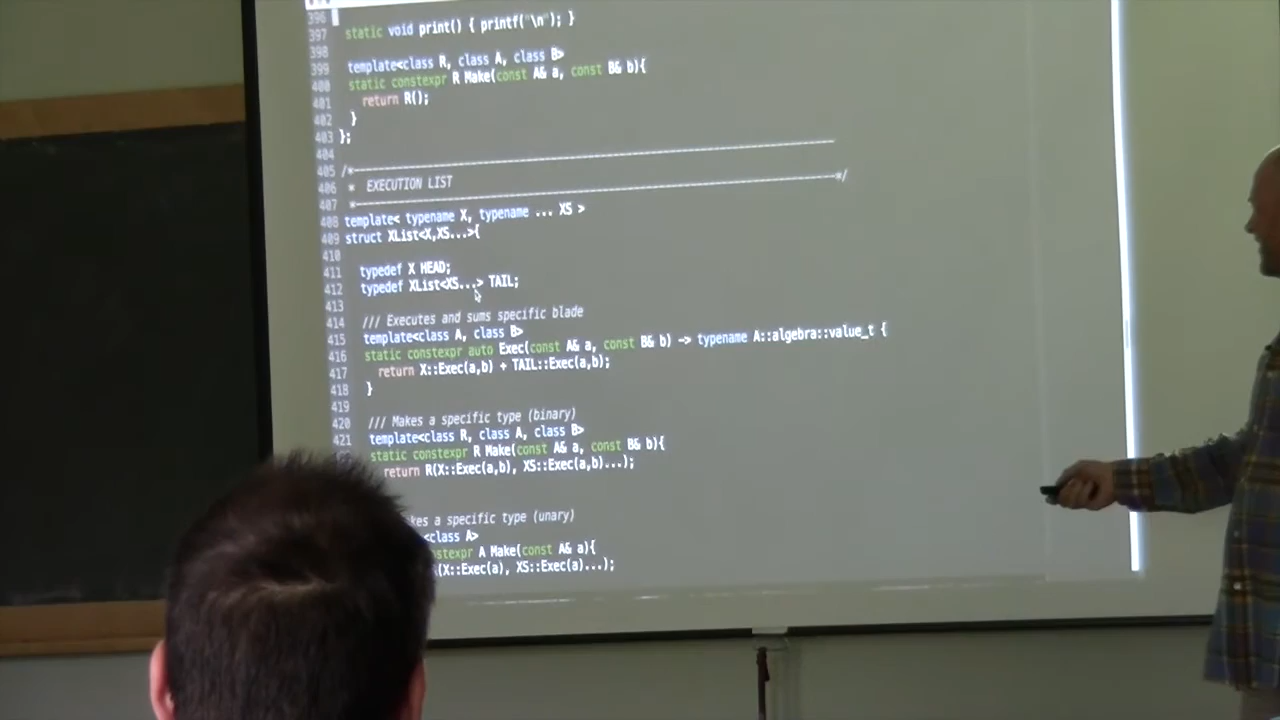 396
397 static void print() { printf("\n"); }
398
399 template<class R, class A, class B>
400 static constexpr R Make(const A& a, const B& b){
401 return R();
402 }
403 };
404
405 /*
406 * EXECUTION LIST
407 * */
408 template< typename X, typename ... XS >
409 struct XList<X,XS...>{
410
411 typedef X HEAD;
412 typedef XList<XS...> TAIL;
413
414 /// Executes and sums specific blade
415 template<class A, class B>
416 static constexpr auto Exec(const A& a, const B& b) -> typename A::algebra::value_t {
417 return X::Exec(a,b) + TAIL::Exec(a,b);
418 }
419
420 /// Makes a specific type (binary)
421 template<class R, class A, class B>
static constexpr R Make(const A& a, const B& b){
return R(X::Exec(a,b), XS::Exec(a,b)...);
a specific type (unary)
<class A>
A Make(const A& a){
(X::Exec(a), XS::Exec(a)...);